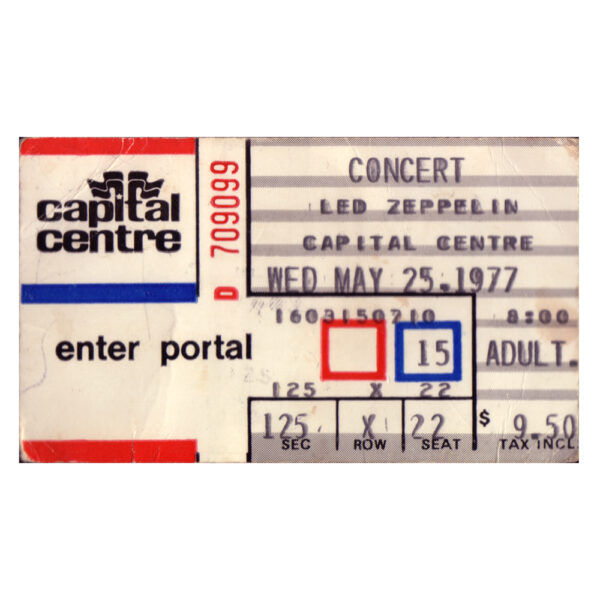 capital
centre
D 709099
CONCERT
LED ZEPPELIN
CAPITAL CENTRE
WED MAY 25.1977
1603150210 8:00
enter portal
15 ADULT.
125 X 22
125 X 22 $ 9.50
SEC ROW SEAT TAX INCL